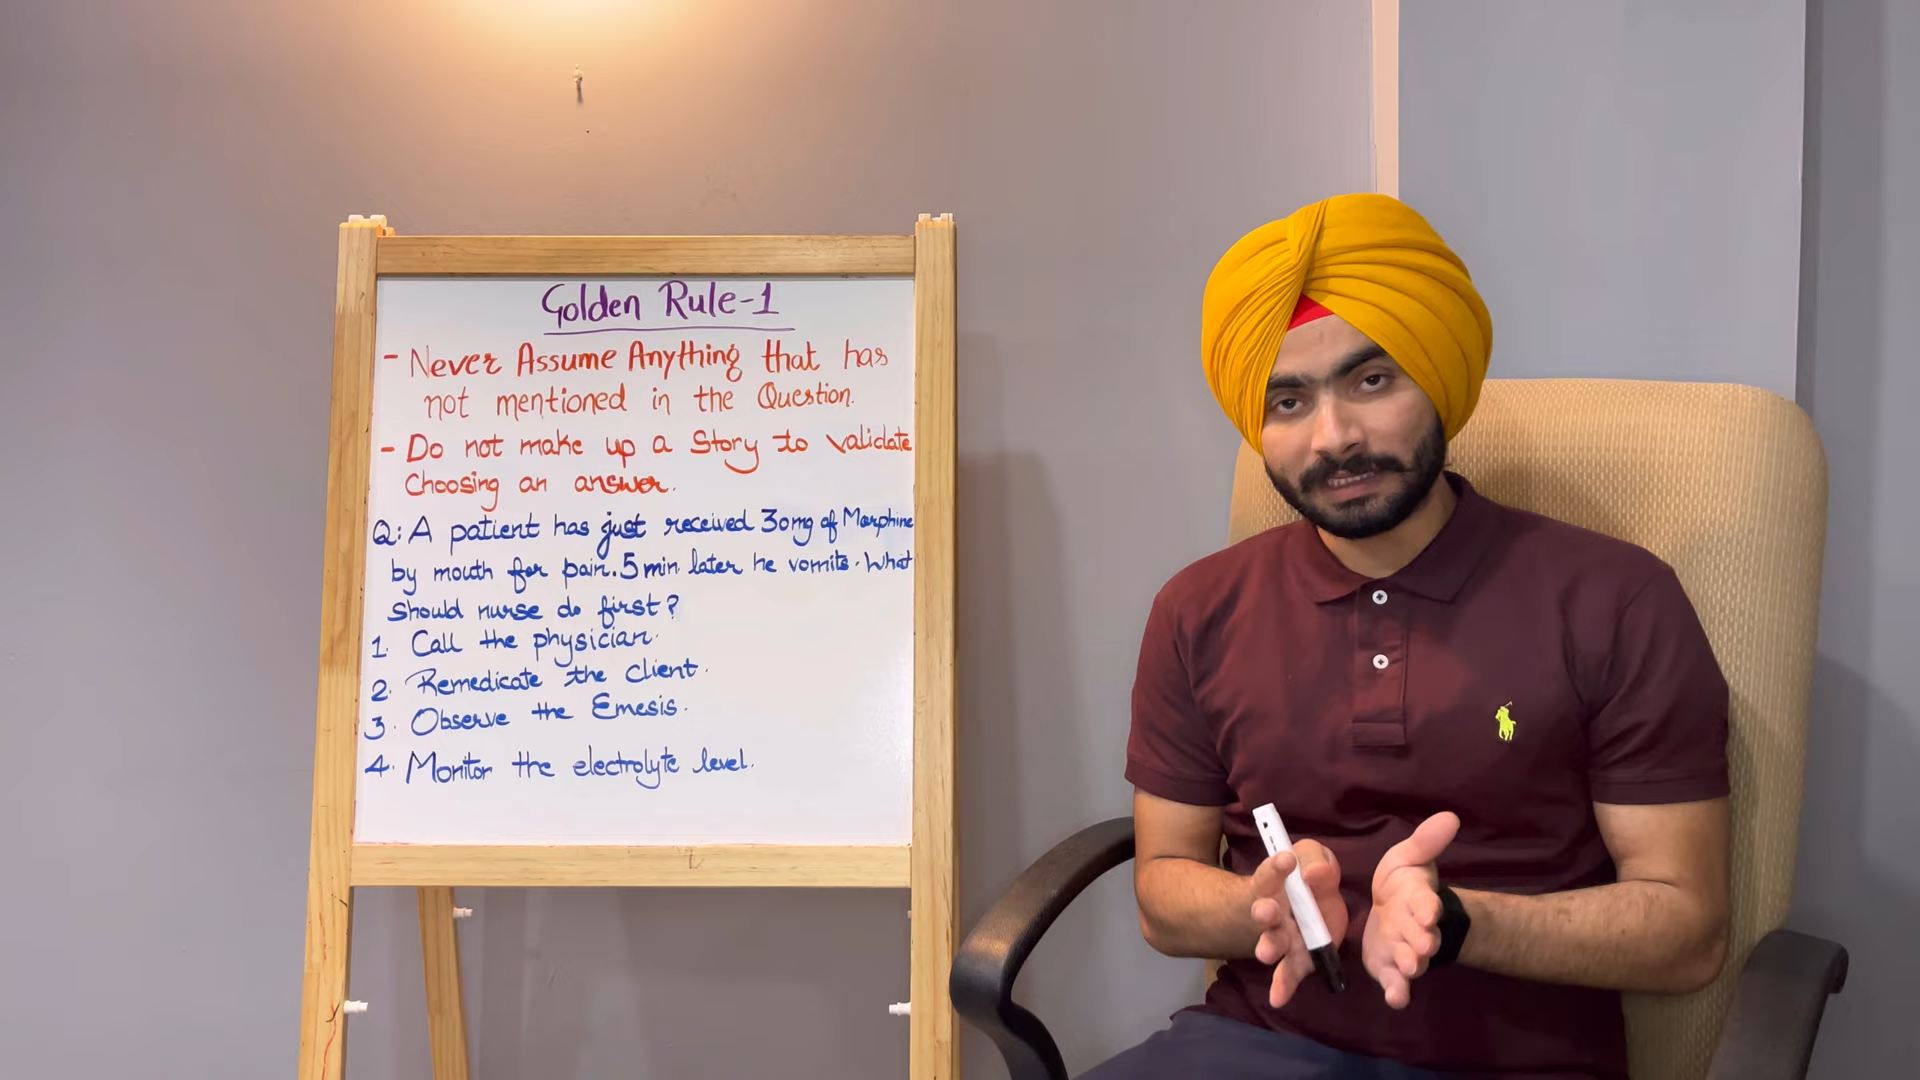 Golden Rule-1
- Never Assume Anything that has
not mentioned in the Question.
- Do not make up a Story to validate
Choosing an answer.
Q: A patient has just received 30mg of Morphine
by mouth for pain. 5 min later he vomits. What
should nurse do first?
1. Call the physician.
2. Remedicate the client.
3. Observe the Emesis.
4. Monitor the electrolyte level.